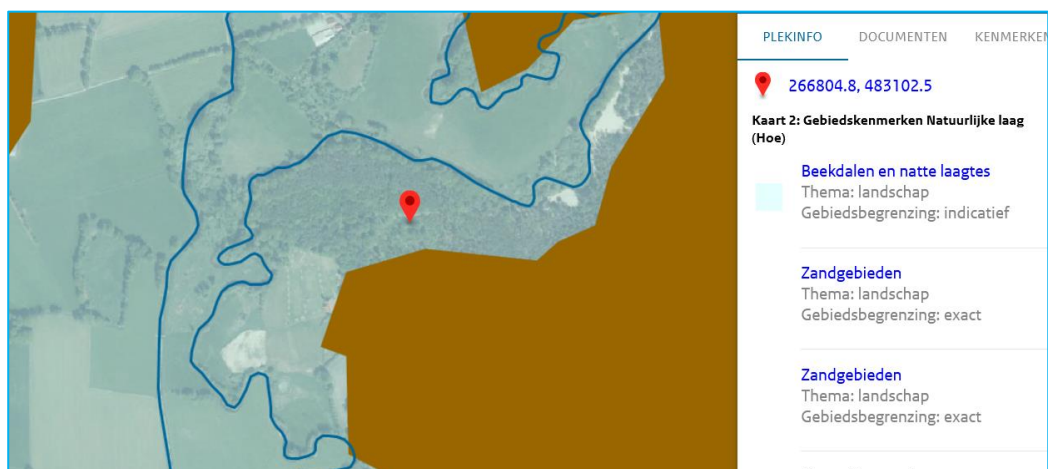 PLEKINFO DOCUMENTEN KENMERKEN
266804.8, 483102.5
Kaart 2: Gebiedskenmerken Natuurlijke laag
(Hoe)
Beekdalen en natte laagtes
Thema: landschap
Gebiedsbegrenzing: indicatief
Zandgebieden
Thema: landschap
Gebiedsbegrenzing: exact
Zandgebieden
Thema: landschap
Gebiedsbegrenzing: exact